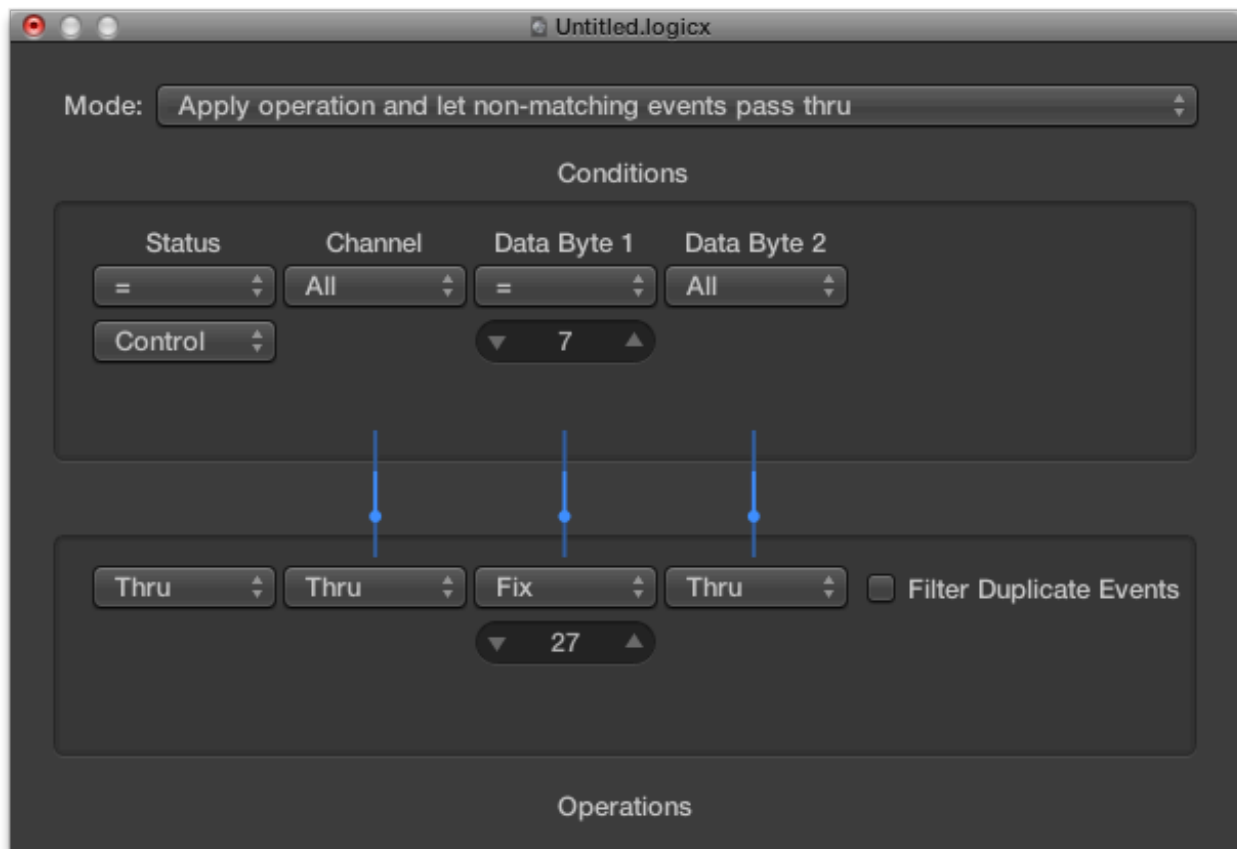 Untitled.logicx
Mode: Apply operation and let non-matching events pass thru
Conditions
Status Channel Data Byte 1 Data Byte 2
= All = All
Control 7
Thru Thru Fix Thru Filter Duplicate Events
27
Operations